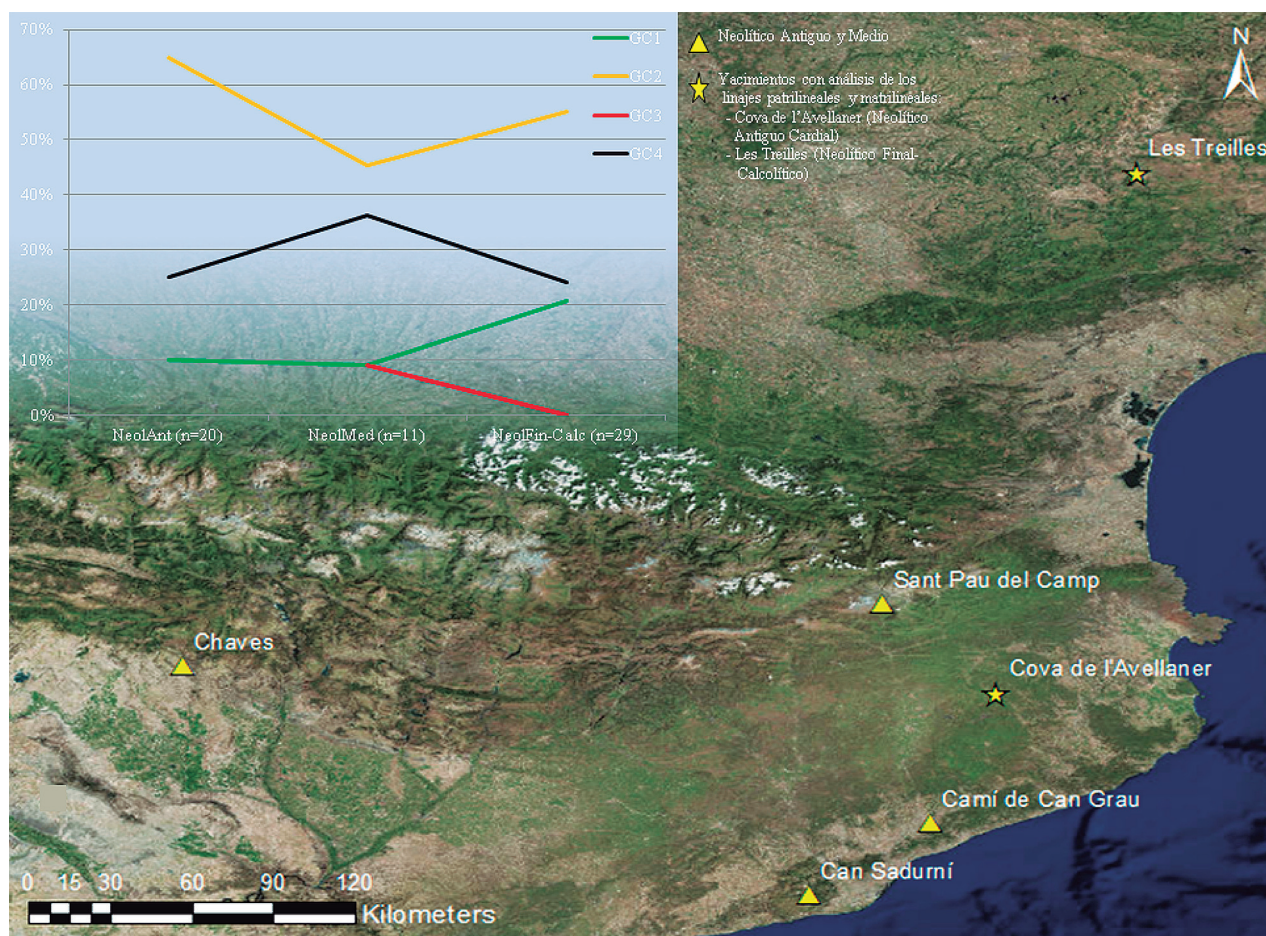 70%
60%
50%
40%
30%
20%
10%
0%
NeolAnt (n=20)
NeolMed (n=11)
NeolFin-Calc (n=29)
GC1
GC2
GC3
GC4
Neolítico Antiguo y Medio
Yacimientos con análisis de los
linajes patrilineales y matrilineales:
- Cova de l'Avellaner (Neolítico
Antiguo Cardial)
- Les Treilles (Neolítico Final-
Calcolítico)
N
Les Treilles
Sant Pau del Camp
Chaves
Cova de l'Avellaner
Camí de Can Grau
Can Sadurní
0 15 30 60 90 120
Kilometers